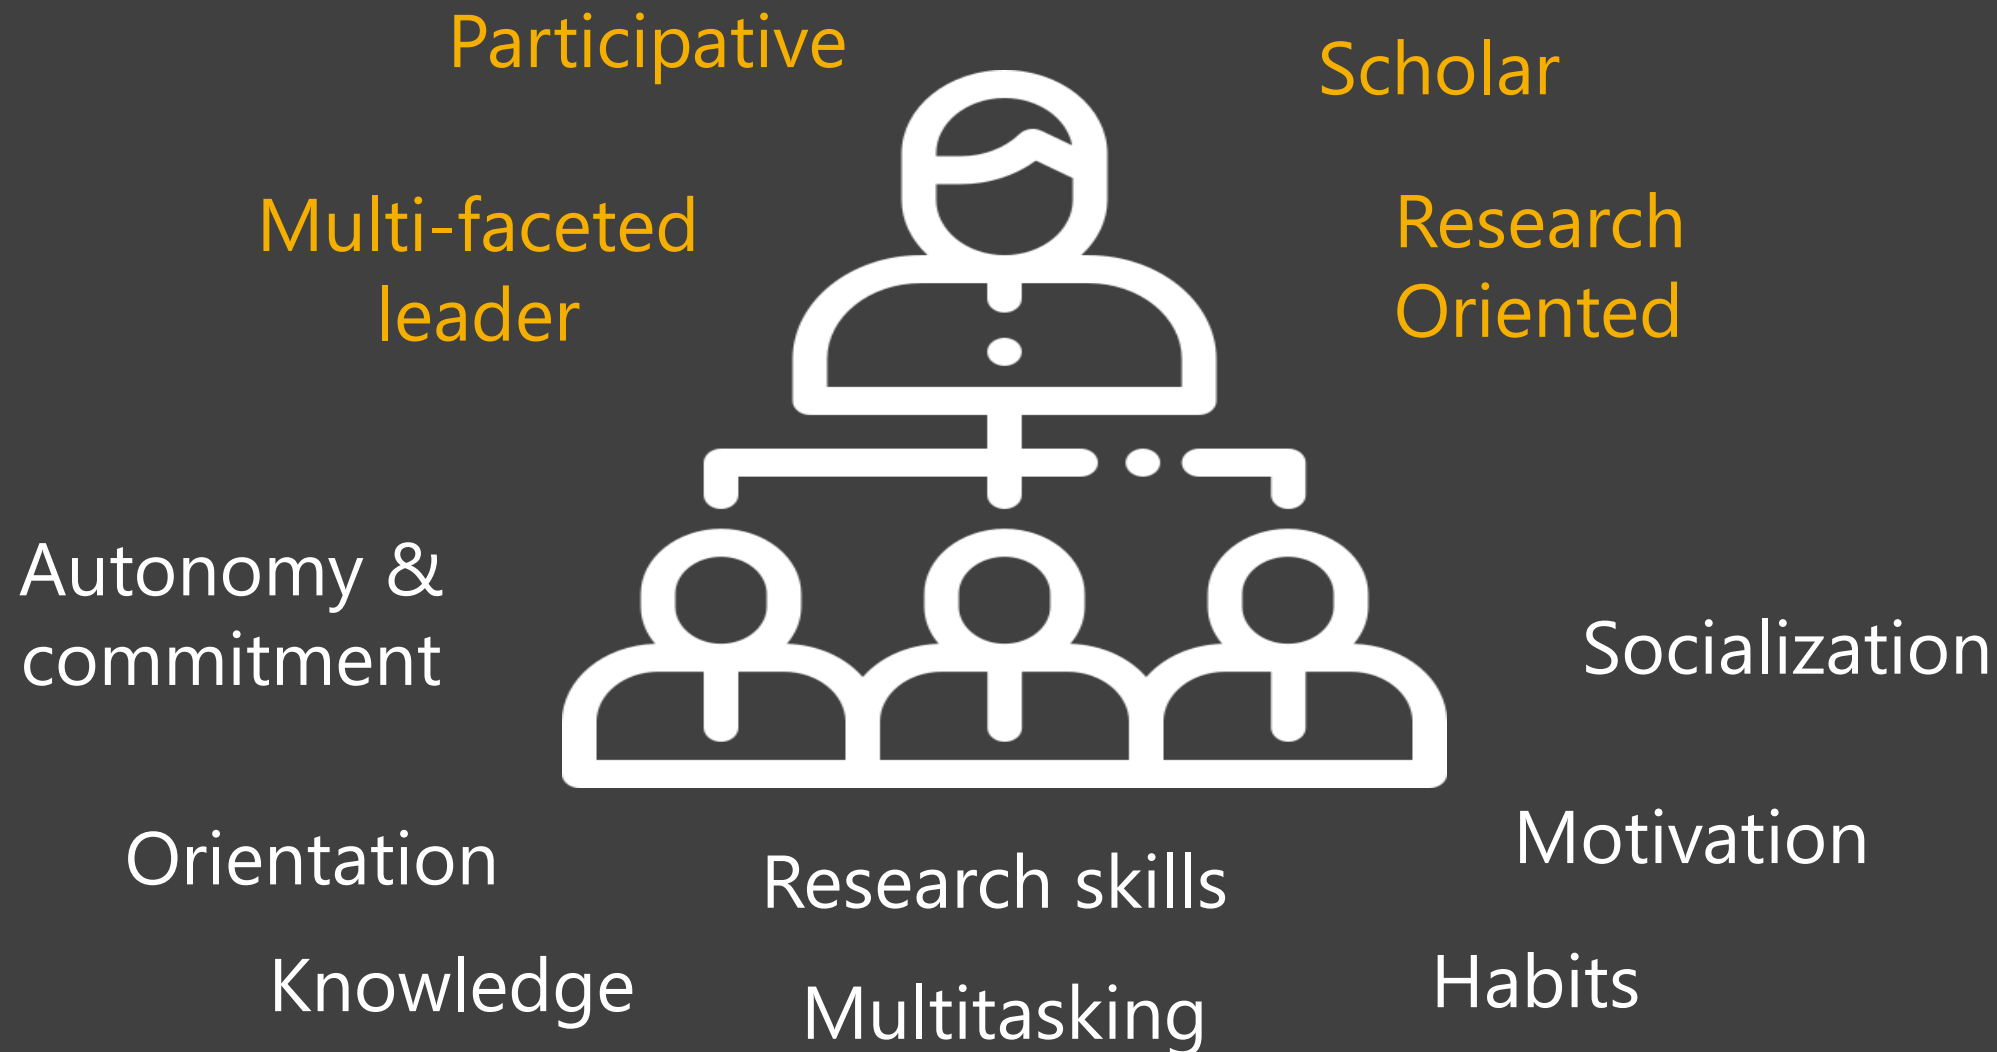 Participative
Scholar
Multi-faceted
leader
Research
Oriented
Autonomy &
commitment
Socialization
Orientation
Research skills
Motivation
Knowledge
Multitasking
Habits